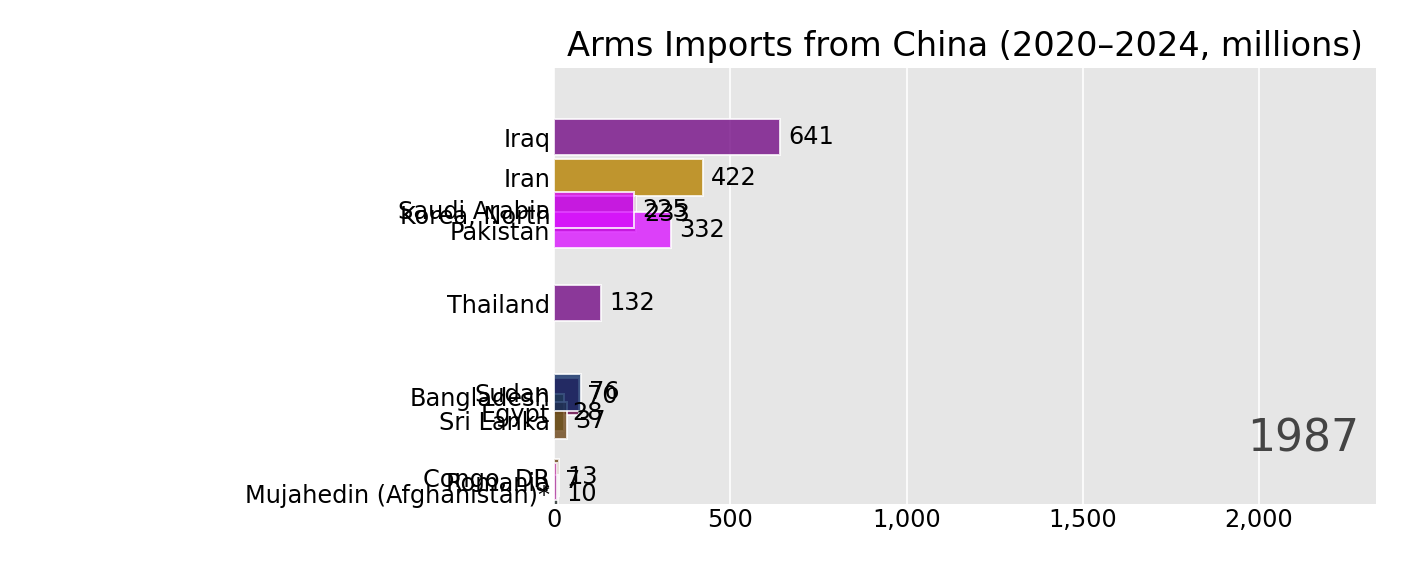 Arms Imports from China (2020–2024, millions)
Iraq 641
Iran 422
Saudi Arabia 225
Korea, North 233
Pakistan 332
Thailand 132
Sudan 76
Bangladesh 70
Egypt 28
Sri Lanka 37
Congo, DR 13
Romania 7
Mujahedin (Afghanistan)* 10
1987
0 500 1,000 1,500 2,000